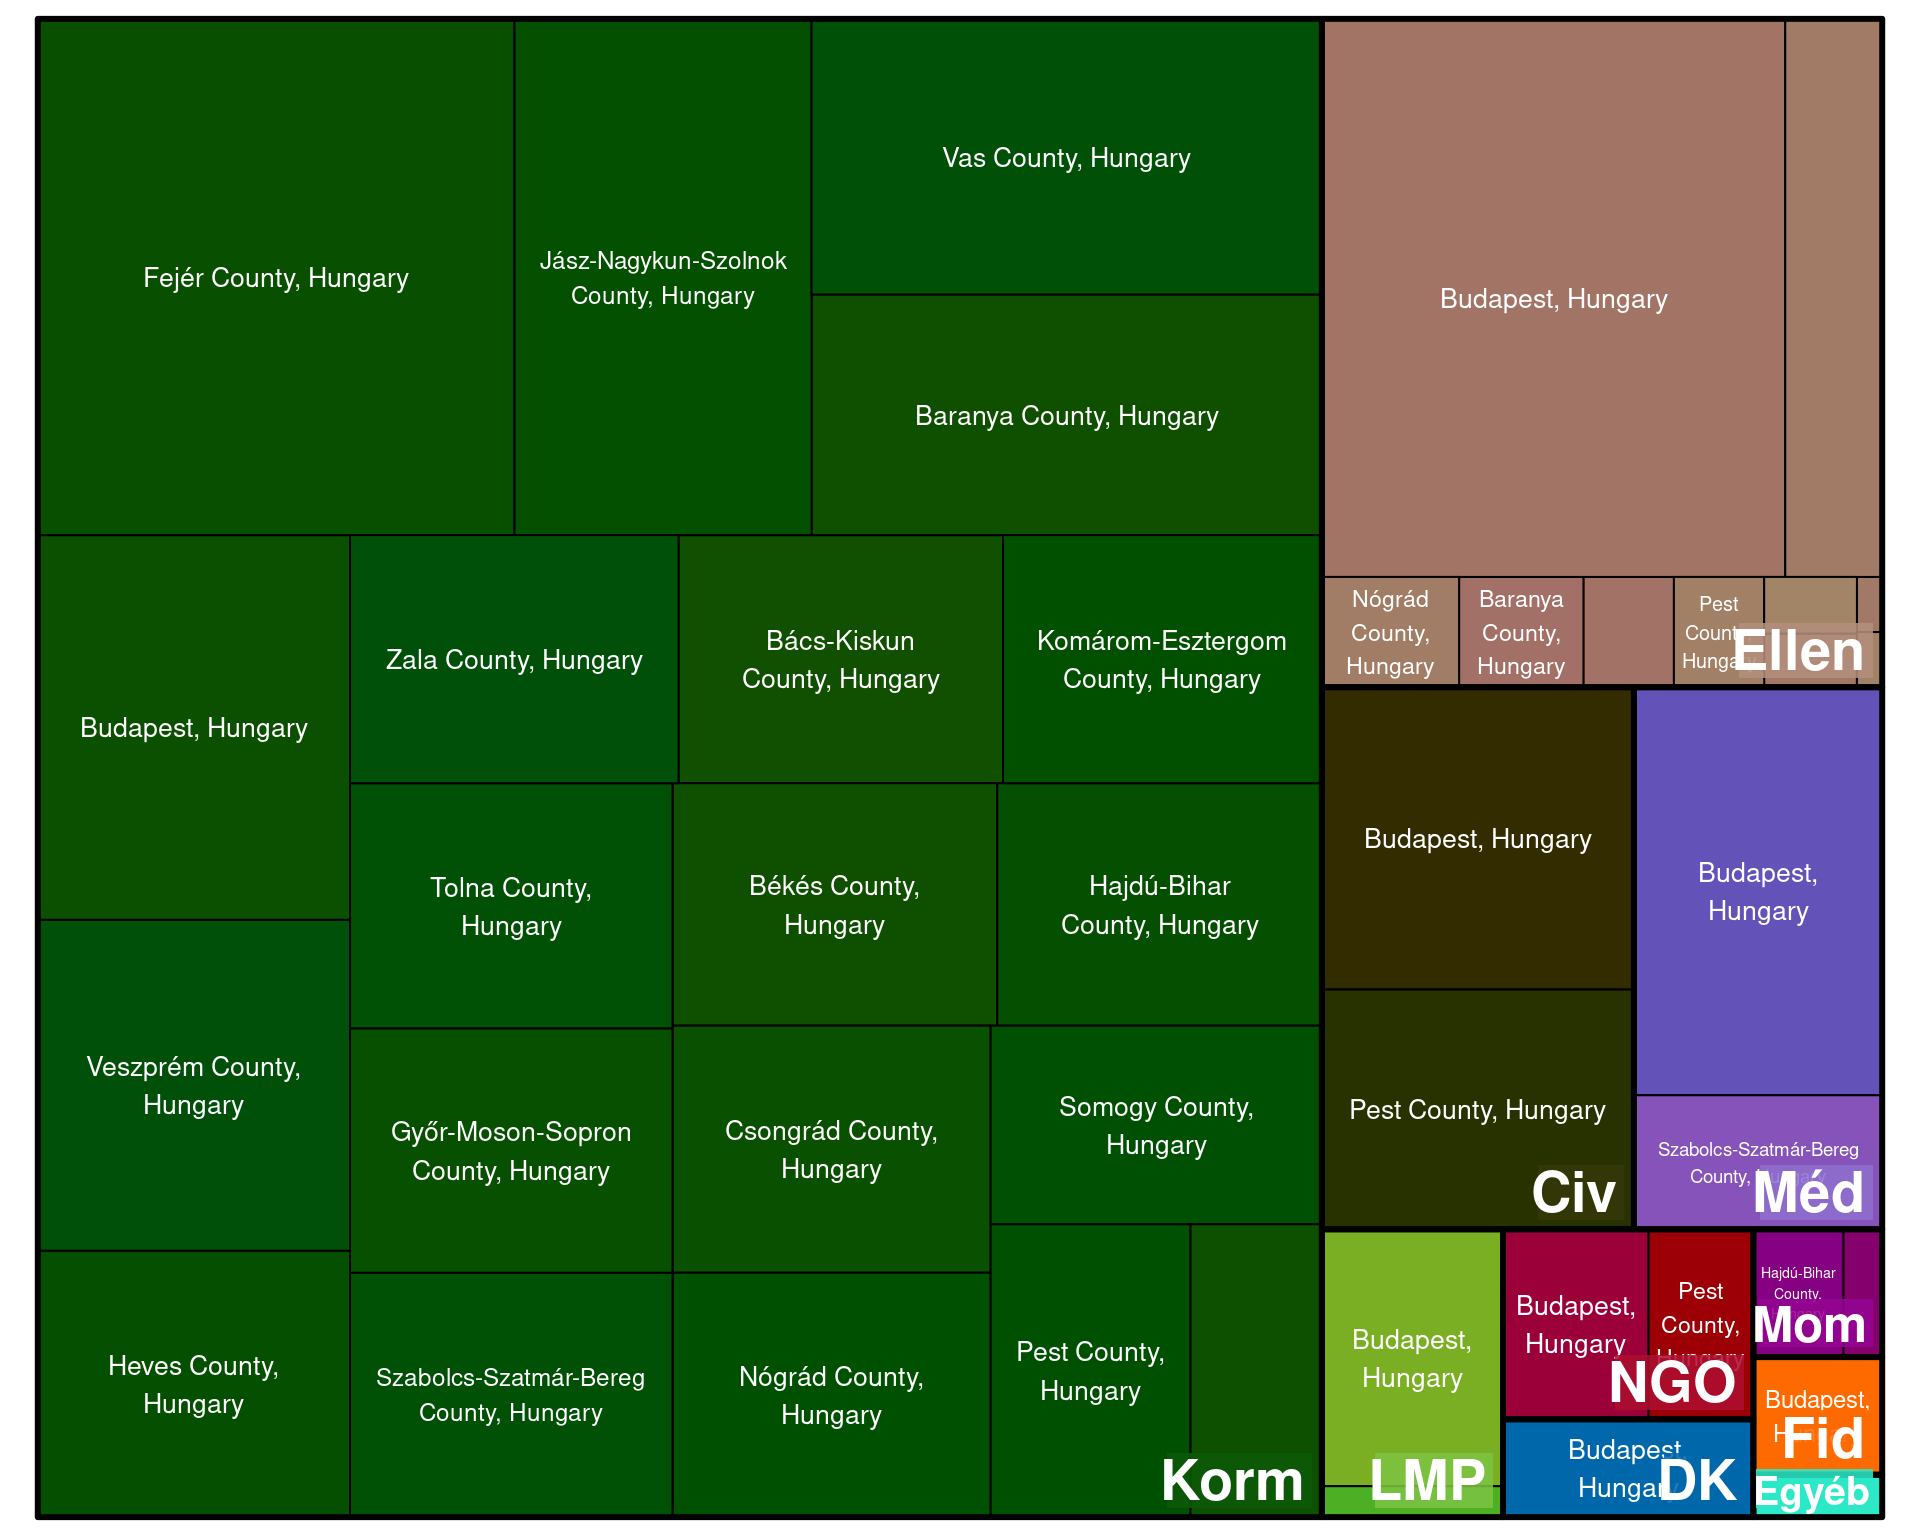 Fejér County, Hungary
Jász-Nagykun-Szolnok
County, Hungary
Vas County, Hungary
Baranya County, Hungary
Budapest, Hungary
Zala County, Hungary
Bács-Kiskun
County, Hungary
Komárom-Esztergom
County, Hungary
Tolna County,
Hungary
Békés County,
Hungary
Hajdú-Bihar
County, Hungary
Veszprém County,
Hungary
Győr-Moson-Sopron
County, Hungary
Csongrád County,
Hungary
Somogy County,
Hungary
Heves County,
Hungary
Szabolcs-Szatmár-Bereg
County, Hungary
Nógrád County,
Hungary
Pest County,
Hungary
Korm
Budapest, Hungary
Nógrád
County,
Hungary
Baranya
County,
Hungary
Pest
Ellen
Budapest, Hungary
Pest County, Hungary
Civ
Budapest,
Hungary
Szabolcs-Szatmár-Bereg
County,
Méd
Budapest,
Hungary
LMP
Budapest,
Hungary
Pest
County,
Hungary
NGO
Budapest,
Hungary
DK
Hajdú-Bihar
County,
Mom
Budapest,
Fid
Egyéb